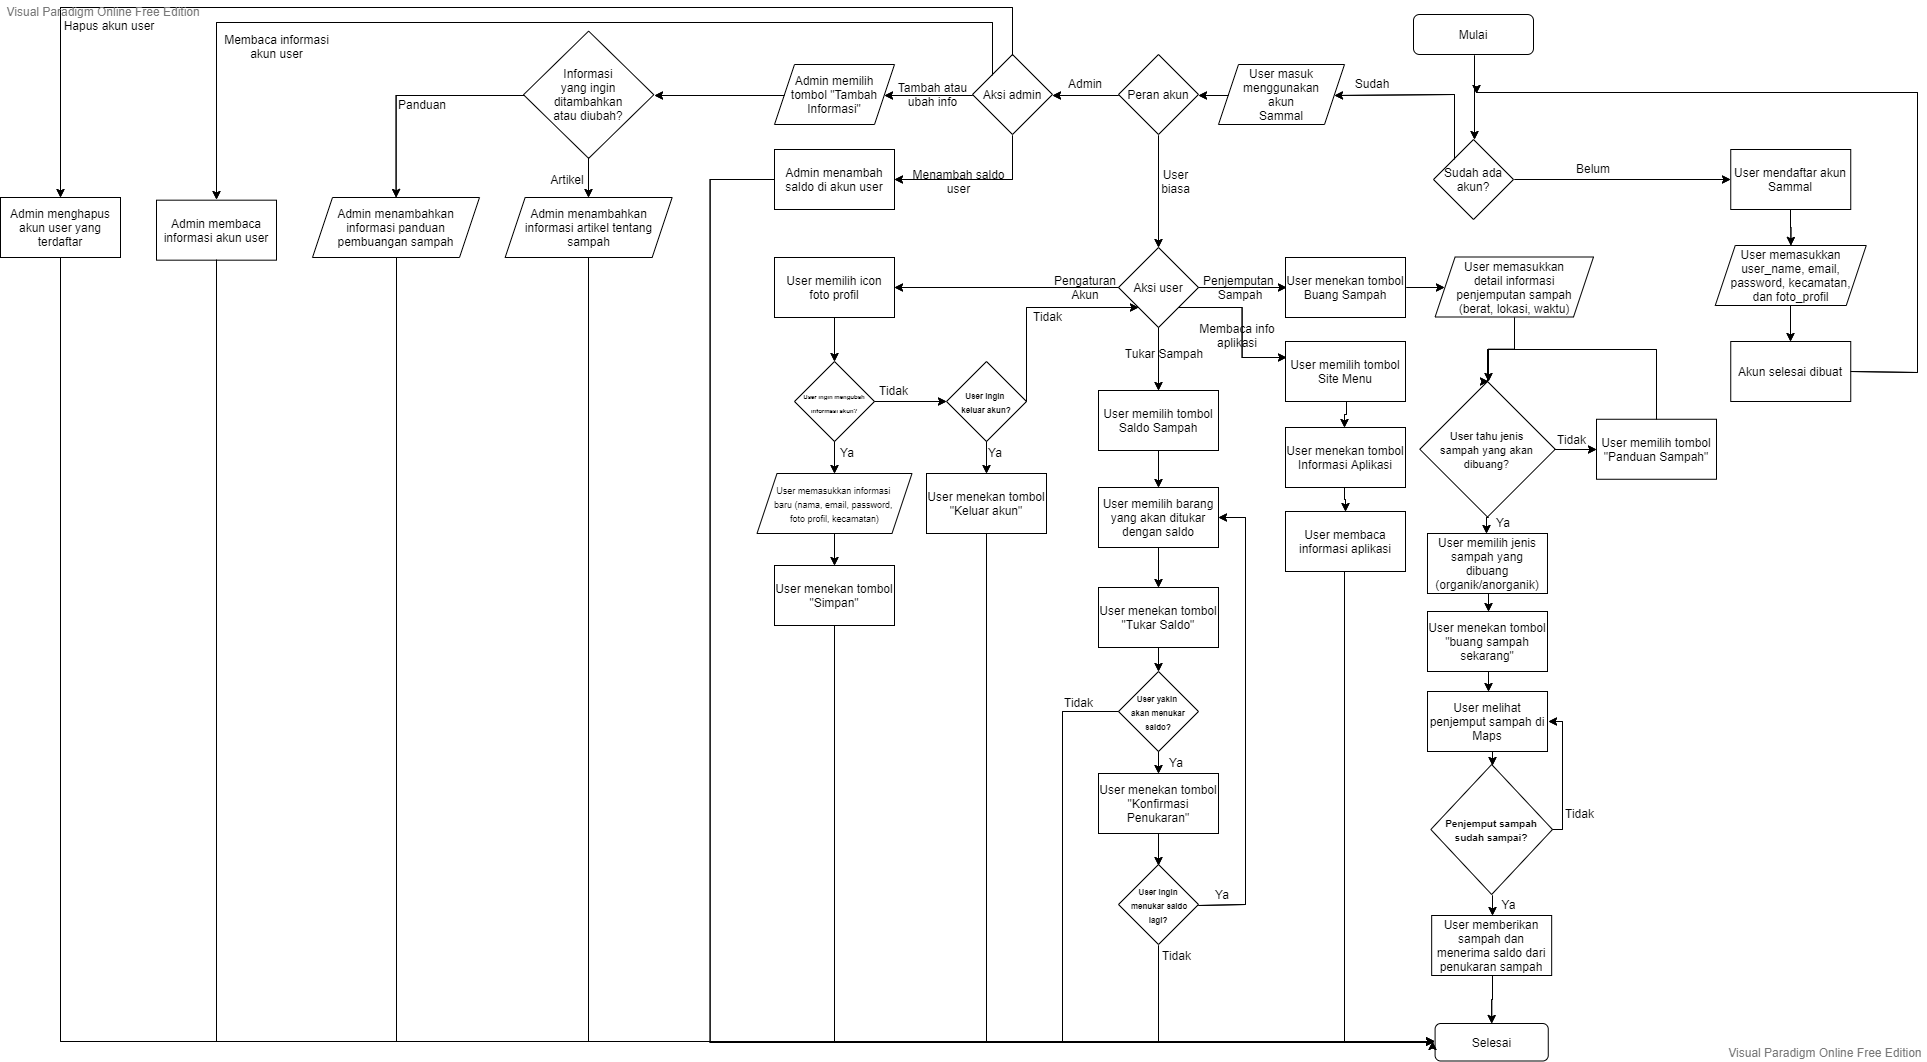 Visual Paradigm Online Free Edition
Hapus akun user
Membaca informasi
akun user
Informasi
yang ingin
ditambahkan
atau diubah?
Panduan
Artikel
Admin memilih
tombol "Tambah
Informasi"
Tambah atau
ubah info
Aksi admin
Admin
Peran akun
User masuk
menggunakan
akun
Sammal
Sudah
Mulai
Sudah ada
akun?
Belum
User mendaftar akun
Sammal
User memasukkan
user_name, email,
password, kecamatan,
dan foto_profil
Akun selesai dibuat
Admin menambah
saldo di akun user
Menambah saldo
user
User
biasa
Admin menghapus
akun user yang
terdaftar
Admin membaca
informasi akun user
Admin menambahkan
informasi panduan
pembuangan sampah
Admin menambahkan
informasi artikel tentang
sampah
User memilih icon
foto profil
Pengaturan
Akun
Aksi user
Penjemputan
Sampah
User menekan tombol
Buang Sampah
User memasukkan
detail informasi
penjemputan sampah
(berat, lokasi, waktu)
Tidak
Membaca info
aplikasi
Tukar Sampah
User memilih tombol
Site Menu
User ingin mengubah
informasi akun?
Tidak
User ingin
keluar akun?
Ya
Ya
User memasukkan informasi
baru (nama, email, password,
foto profil, kecamatan)
User menekan tombol
"Keluar akun"
User menekan tombol
"Simpan"
User memilih tombol
Saldo Sampah
User memilih barang
yang akan ditukar
dengan saldo
User menekan tombol
"Tukar Saldo"
User yakin
akan menukar
saldo?
Tidak
Ya
User menekan tombol
"Konfirmasi
Penukaran"
User ingin
menukar saldo
lagi?
Ya
Tidak
User menekan tombol
Informasi Aplikasi
User membaca
informasi aplikasi
User tahu jenis
sampah yang akan
dibuang?
Tidak
User memilih tombol
"Panduan Sampah"
Ya
User memilih jenis
sampah yang
dibuang
(organik/anorganik)
User menekan tombol
"buang sampah
sekarang"
User melihat
penjemput sampah di
Maps
Penjemput sampah
sudah sampai?
Tidak
Ya
User memberikan
sampah dan
menerima saldo dari
penukaran sampah
Selesai
Visual Paradigm Online Free Edition